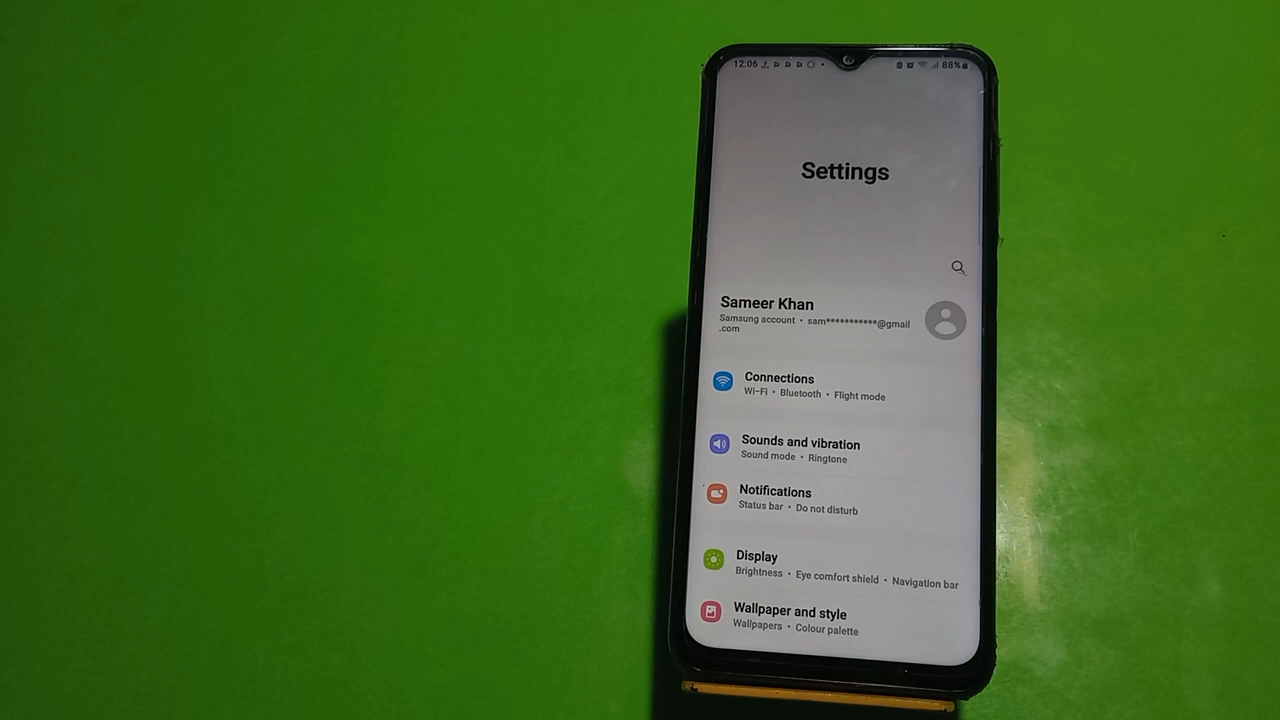 12:06 88%
Settings
Sameer Khan
Samsung account • sam***********@gmail
.com
Connections
Wi-Fi • Bluetooth • Flight mode
Sounds and vibration
Sound mode • Ringtone
Notifications
Status bar • Do not disturb
Display
Brightness • Eye comfort shield • Navigation bar
Wallpaper and style
Wallpapers • Colour palette